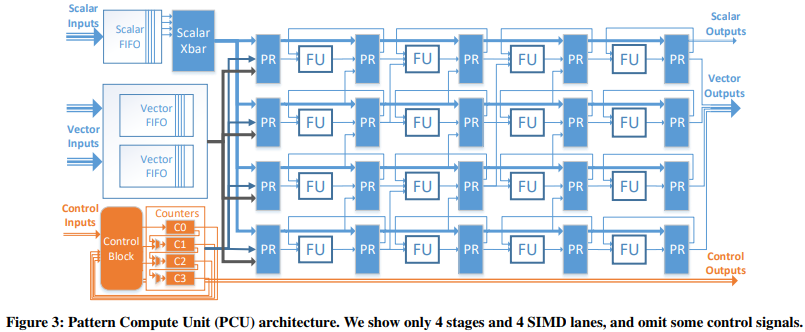 Scalar
Inputs
Scalar
FIFO
Scalar
Xbar
Vector
FIFO
Vector
FIFO
Vector
Inputs
Control
Inputs
Control
Block
Counters
C0
C1
C2
C3
PR FU PR FU PR FU PR FU PR
PR FU PR FU PR FU PR FU PR
PR FU PR FU PR FU PR FU PR
PR FU PR FU PR FU PR FU PR
Scalar
Outputs
Vector
Outputs
Control
Outputs
Figure 3: Pattern Compute Unit (PCU) architecture. We show only 4 stages and 4 SIMD lanes, and omit some control signals.